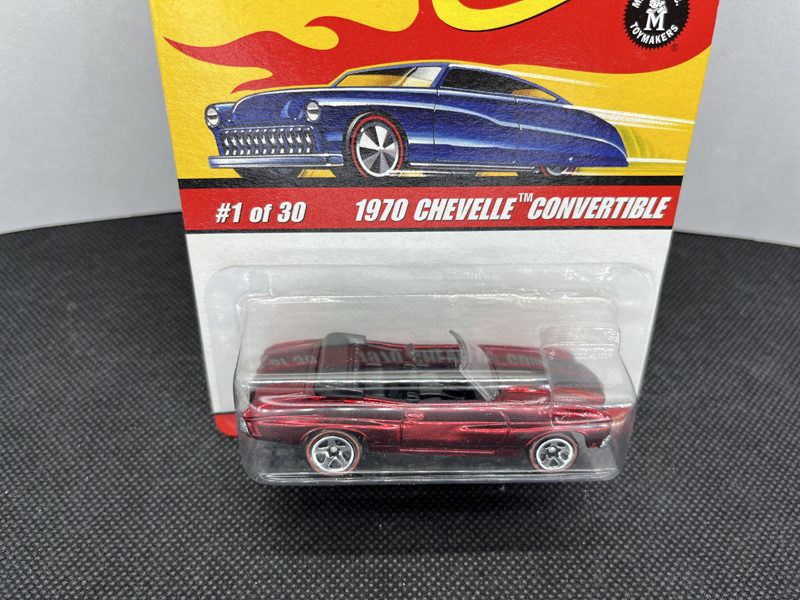 M
TOYMAKERS
®
#1 of 30 1970 CHEVELLE™ CONVERTIBLE